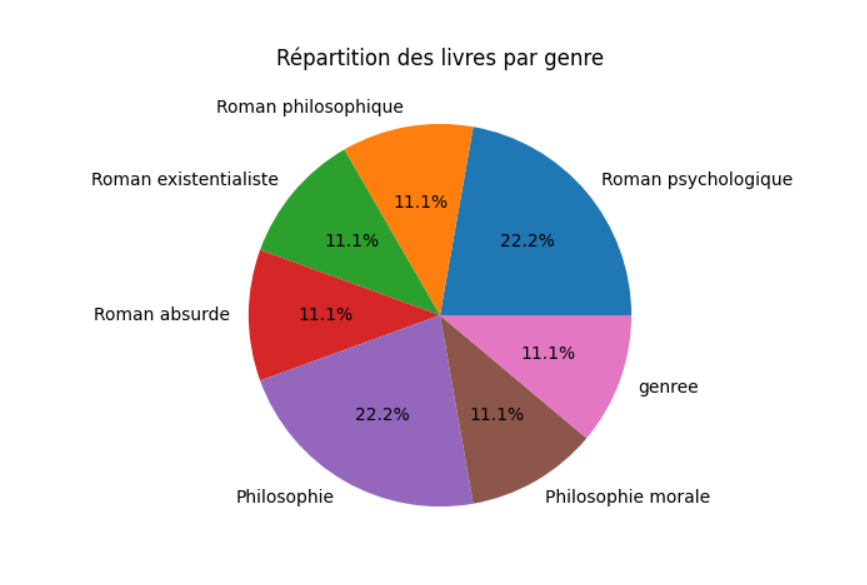 Répartition des livres par genre
Roman philosophique
Roman existentialiste
Roman psychologique
11.1%
11.1%
22.2%
Roman absurde
11.1%
11.1%
genree
22.2%
11.1%
Philosophie
Philosophie morale